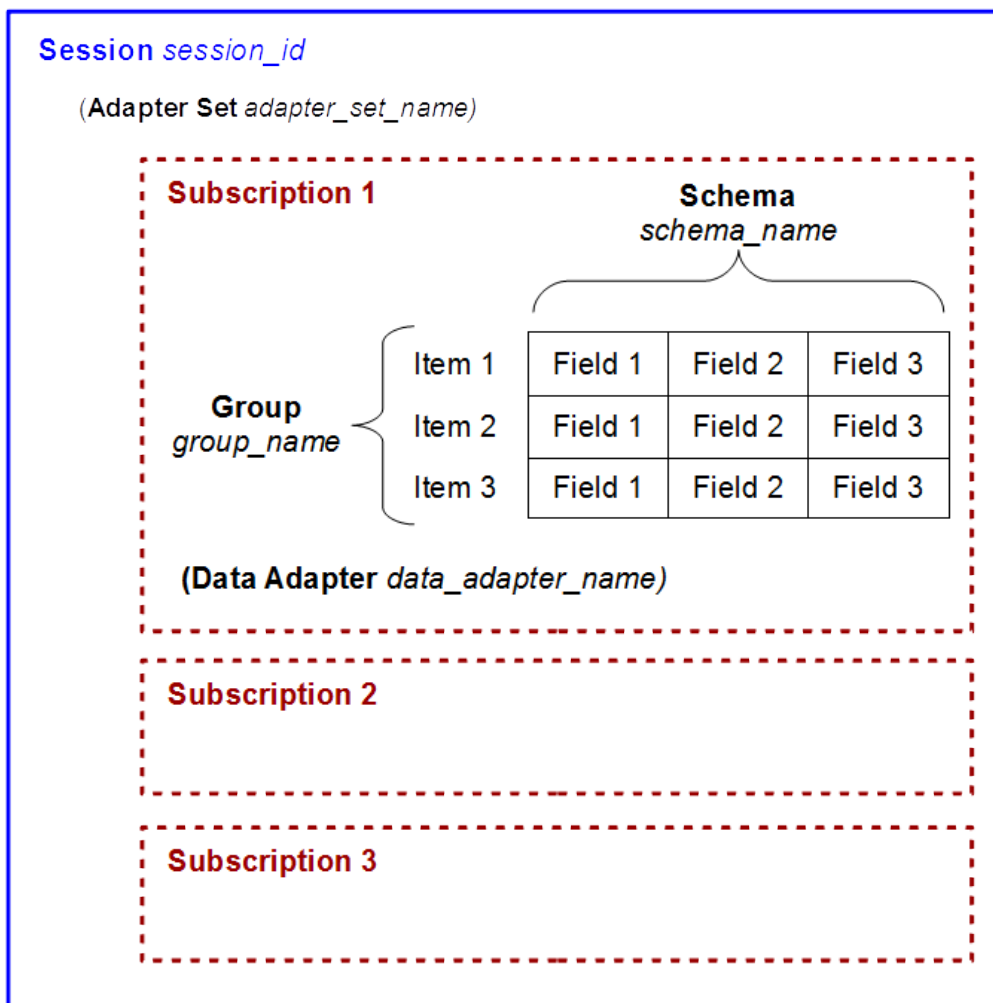 Session session_id
(Adapter Set adapter_set_name)
Subscription 1
Schema
schema_name
Item 1 Field 1 Field 2 Field 3
Group
group_name
Item 2 Field 1 Field 2 Field 3
Item 3 Field 1 Field 2 Field 3
(Data Adapter data_adapter_name)
Subscription 2
Subscription 3